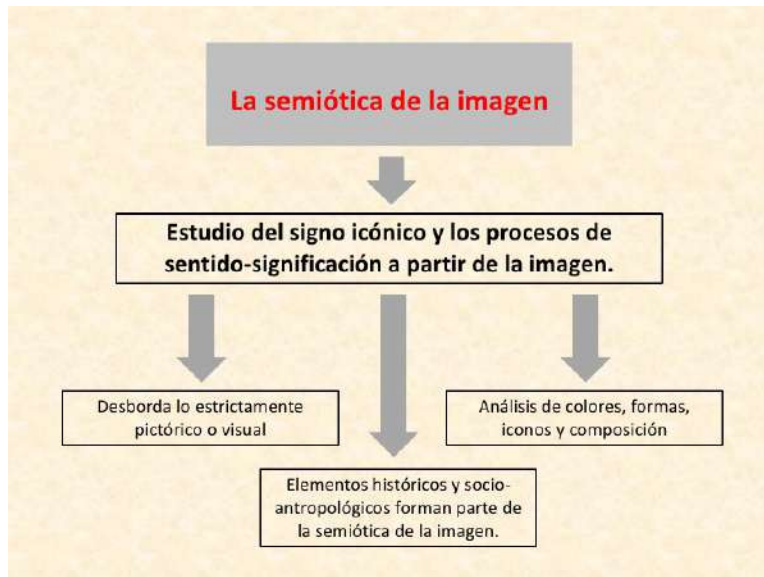 La semiótica de la imagen
Estudio del signo icónico y los procesos de
sentido-significación a partir de la imagen.
Desborda lo estrictamente
pictórico o visual
Análisis de colores, formas,
iconos y composición
Elementos históricos y socio-
antropológicos forman parte de
la semiótica de la imagen.